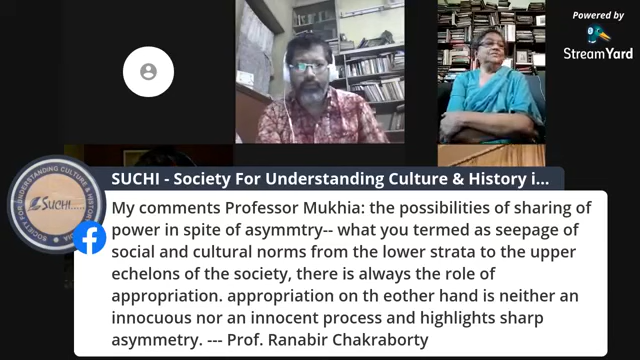 Powered by
StreamYard
SUCHI - Society For Understanding Culture & History i...
SUCHI.....
My comments Professor Mukhia: the possibilities of sharing of
power in spite of asymmtry-- what you termed as seepage of
social and cultural norms from the lower strata to the upper
echelons of the society, there is always the role of
appropriation. appropriation on th eother hand is neither an
innocuous nor an innocent process and highlights sharp
asymmetry. --- Prof. Ranabir Chakraborty